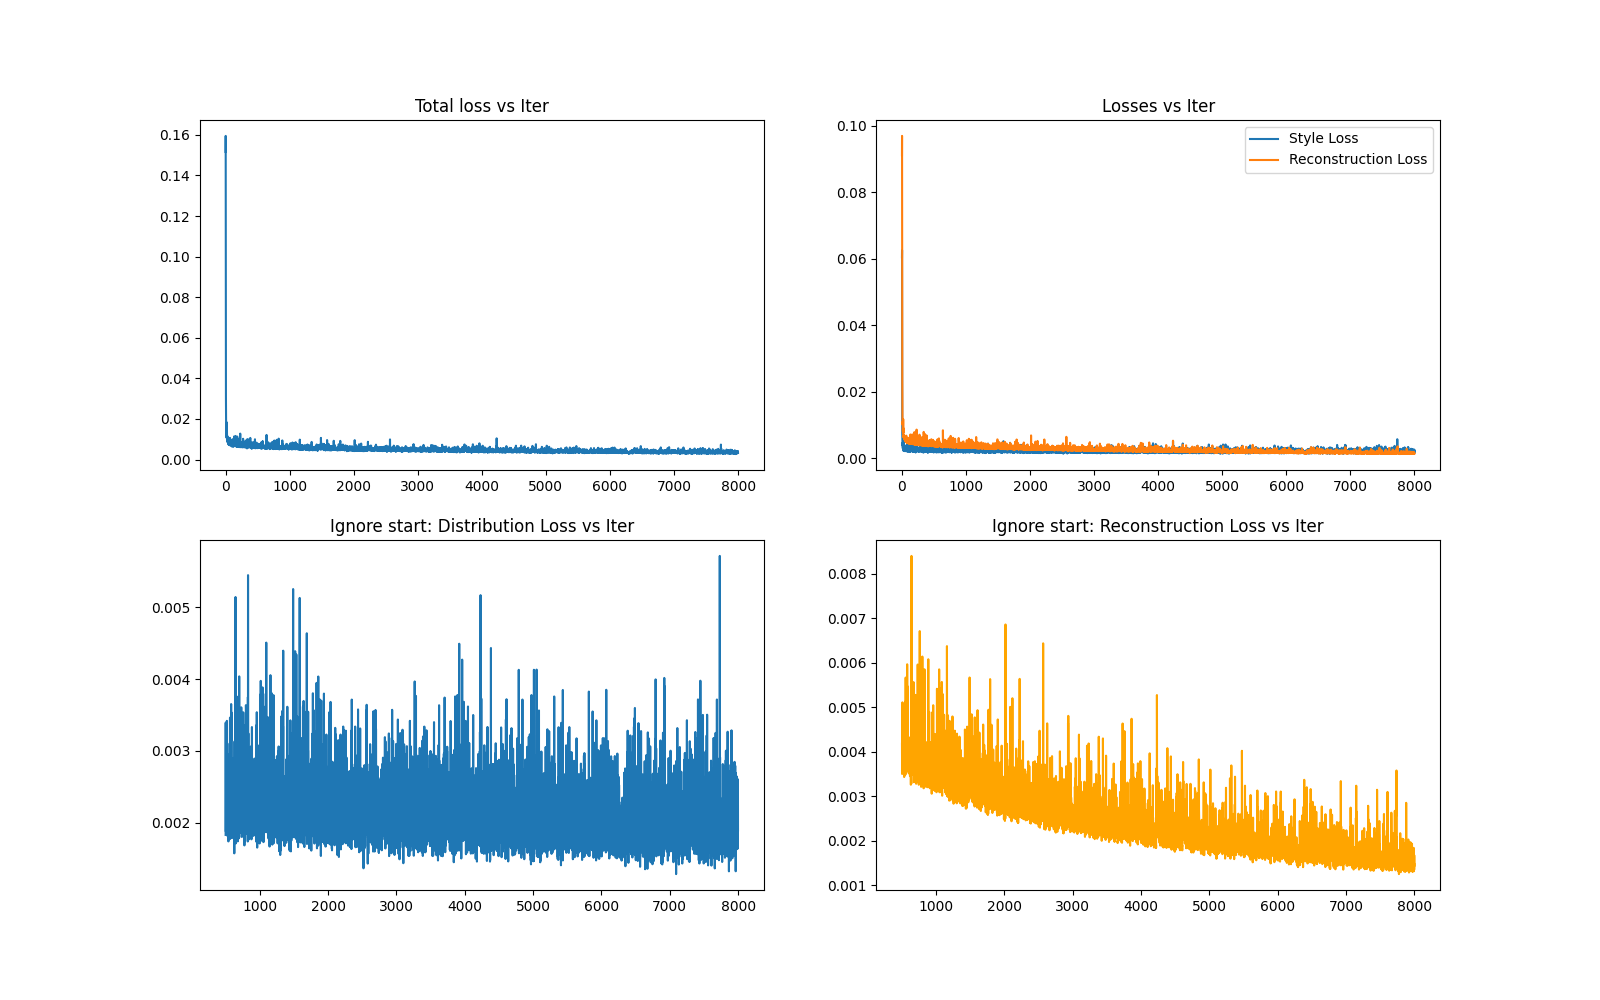 Total loss vs Iter
0.16
0.14
0.12
0.10
0.08
0.06
0.04
0.02
0.00
0 1000 2000 3000 4000 5000 6000 7000 8000
Losses vs Iter
0.10
0.08
0.06
0.04
0.02
0.00
Style Loss
Reconstruction Loss
0 1000 2000 3000 4000 5000 6000 7000 8000
Ignore start: Distribution Loss vs Iter
0.005
0.004
0.003
0.002
1000 2000 3000 4000 5000 6000 7000 8000
Ignore start: Reconstruction Loss vs Iter
0.008
0.007
0.006
0.005
0.004
0.003
0.002
0.001
1000 2000 3000 4000 5000 6000 7000 8000